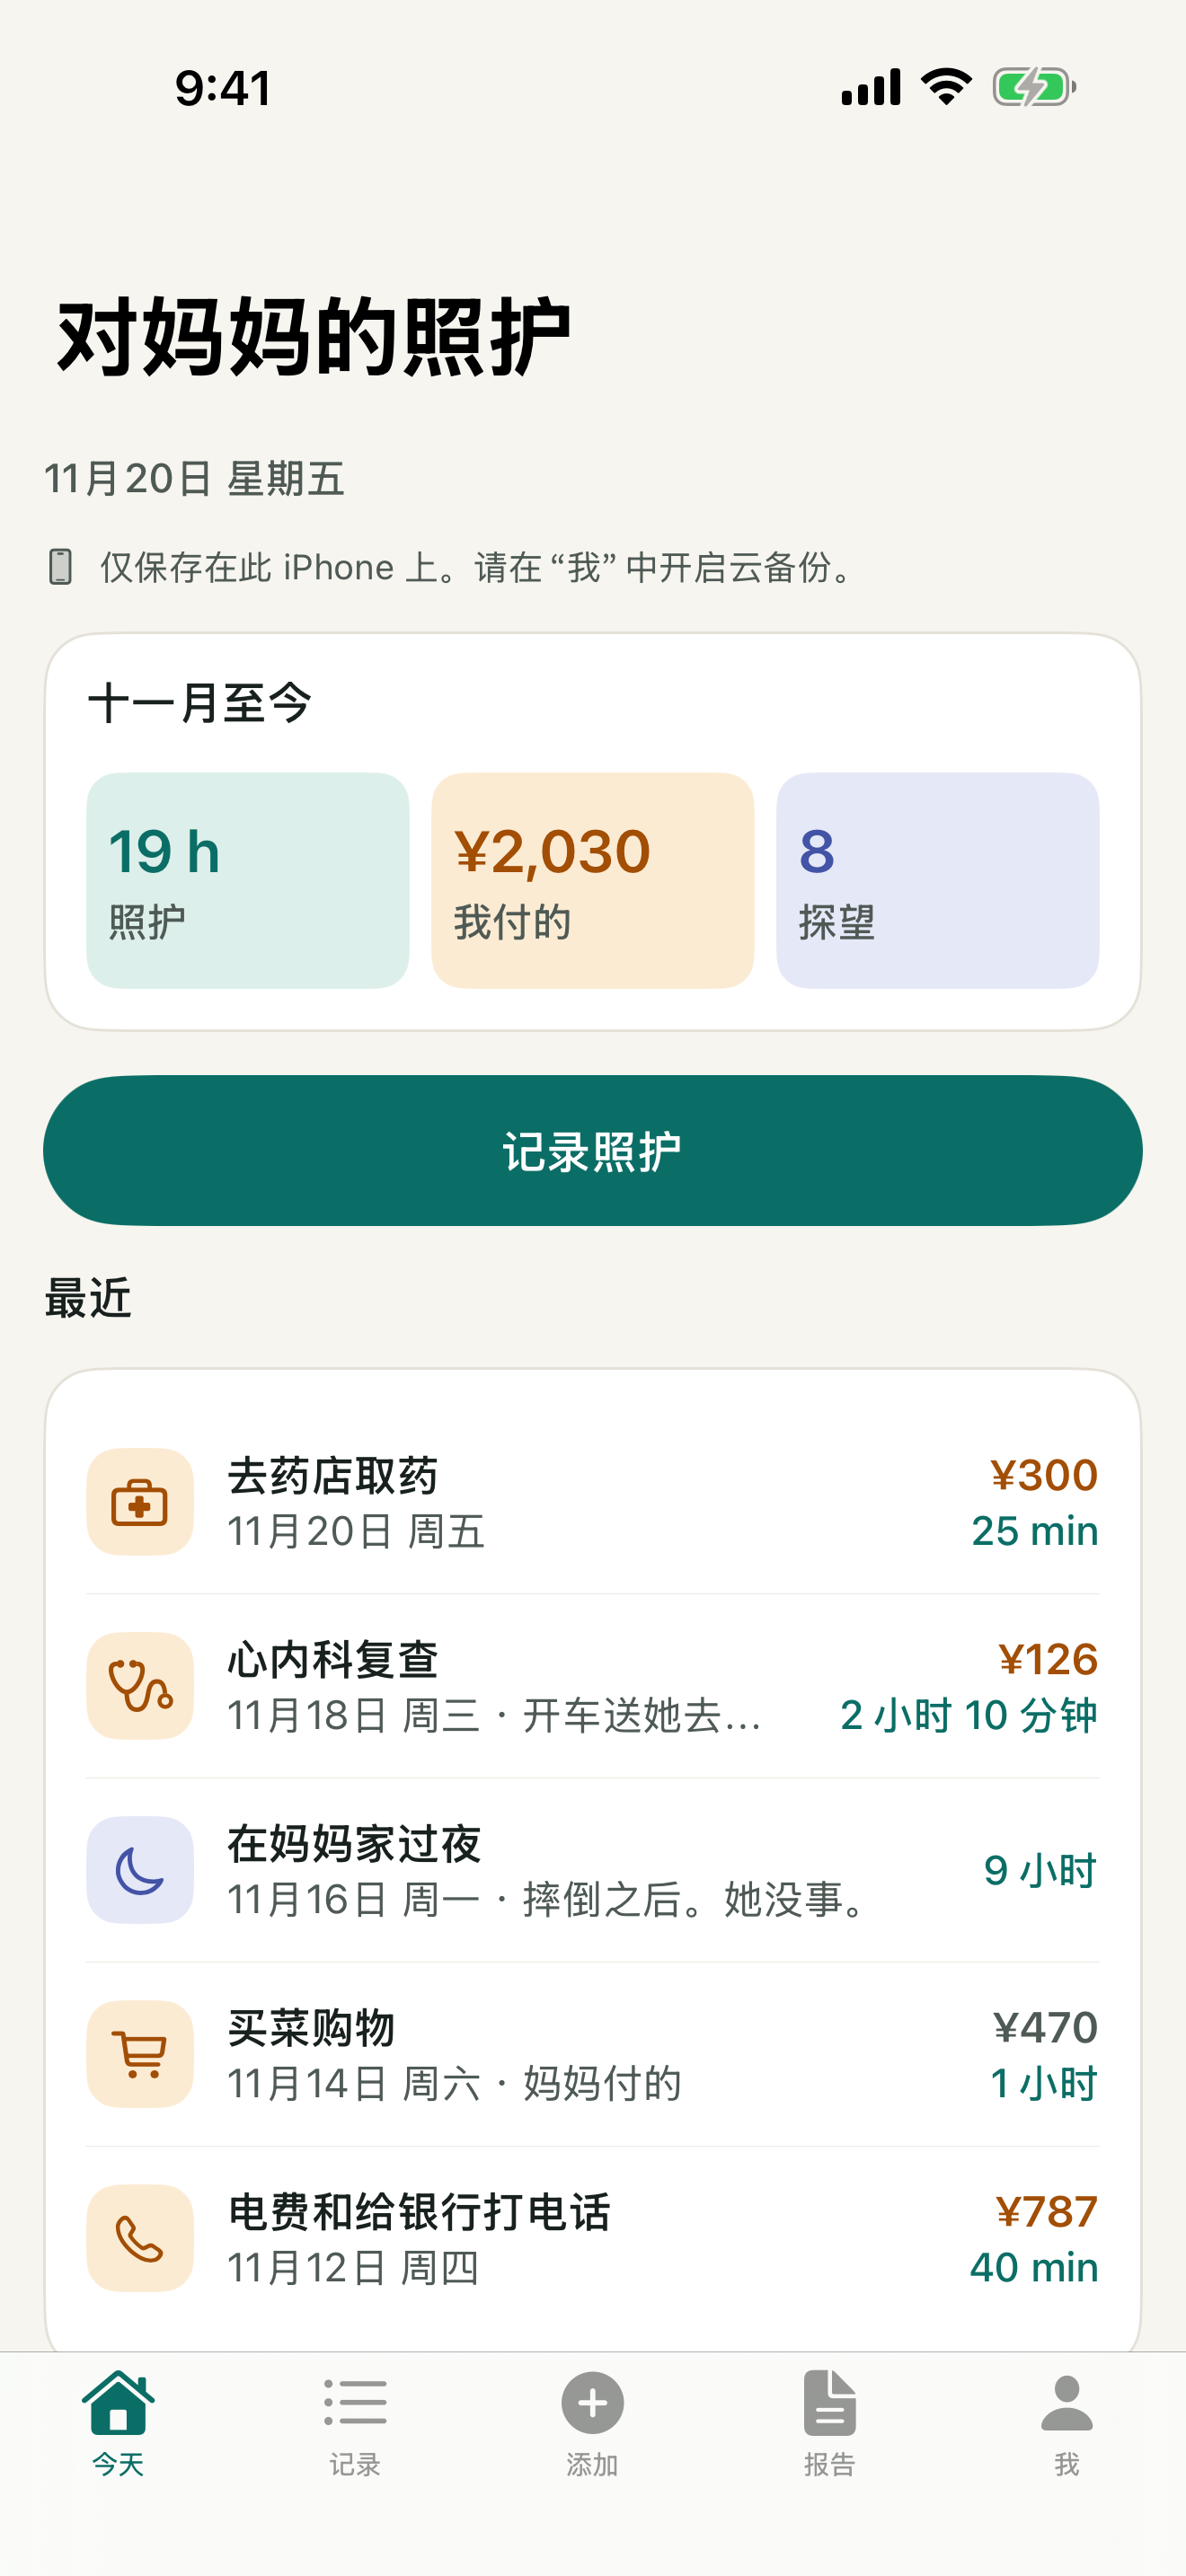 9:41
对妈妈的照护
11月20日 星期五
仅保存在此 iPhone 上。请在“我”中开启云备份。
十一月至今
19 h
照护
¥2,030
我付的
8
探望
记录照护
最近
去药店取药
¥300
11月20日 周五
25 min
心内科复查
¥126
11月18日 周三 · 开车送她去…
2 小时 10 分钟
在妈妈家过夜
9 小时
11月16日 周一 · 摔倒之后。她没事。
买菜购物
¥470
11月14日 周六 · 妈妈付的
1 小时
电费和给银行打电话
¥787
11月12日 周四
40 min
今天
记录
添加
报告
我